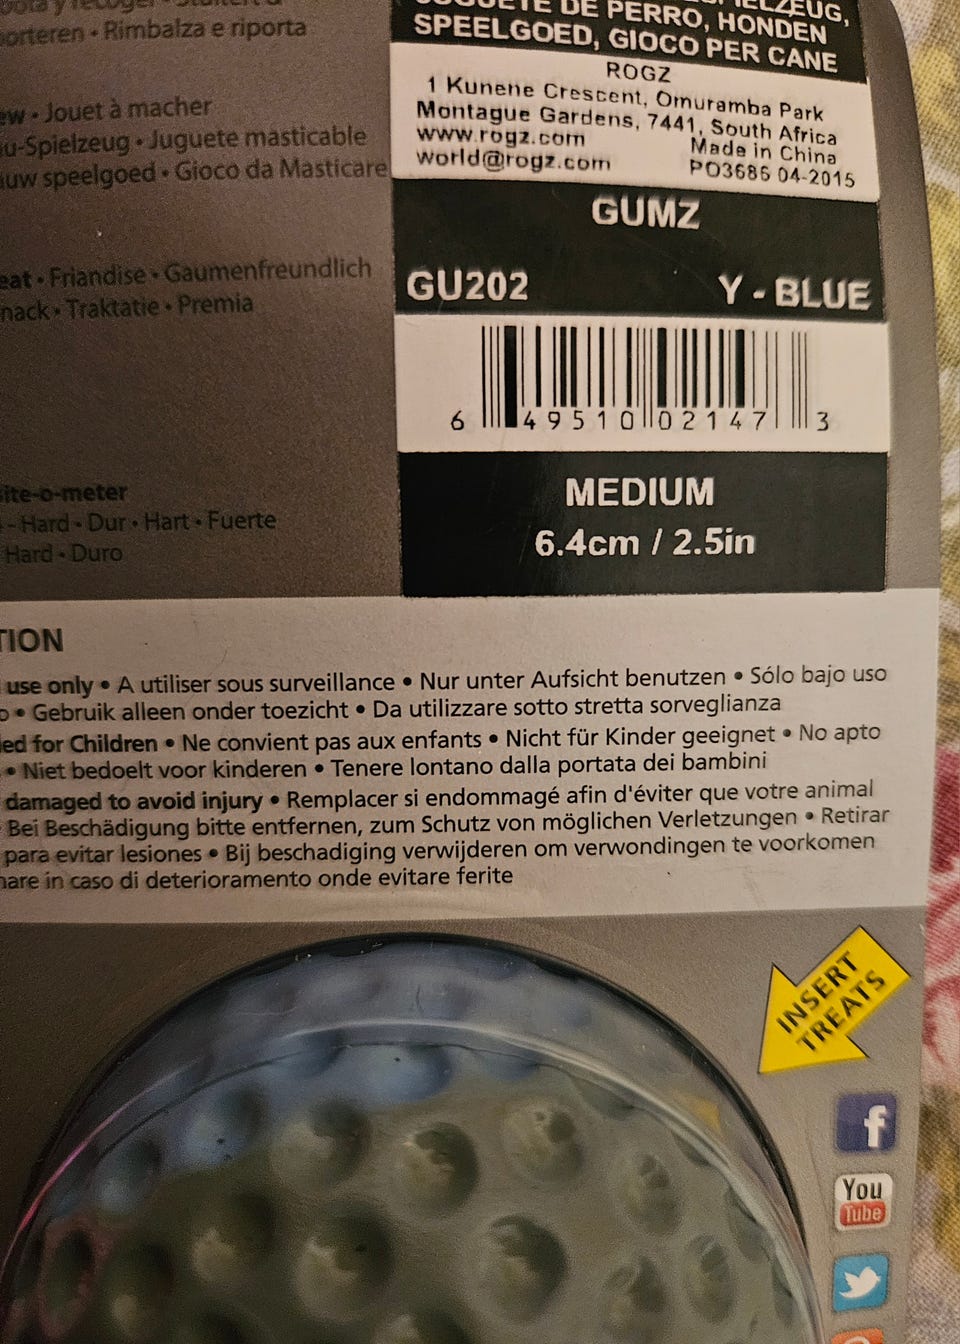 orteren • Rimbalza e riporta
ew • Jouet à macher
au-Spielzeug • Juguete masticable
auw speelgoed • Gioco da Masticare
eat • Friandise • Gaumenfreundlich
nack • Traktatie • Premia
ite-o-meter
- Hard • Dur • Hart • Fuerte
Hard • Duro
DE PERRO, HONDEN
SPEELGOED, GIOCO PER CANE
ROGZ
1 Kunene Crescent, Omuramba Park
Montague Gardens, 7441, South Africa
www.rogz.com
Made in China
world@rogz.com
PO3686 04-2015
GUMZ
GU202 Y - BLUE
6 49510 02147 3
MEDIUM
6.4cm / 2.5in
TION
use only • A utiliser sous surveillance • Nur unter Aufsicht benutzen • Sólo bajo uso
o • Gebruik alleen onder toezicht • Da utilizzare sotto stretta sorveglianza
ed for Children • Ne convient pas aux enfants • Nicht für Kinder geeignet • No apto
• Niet bedoelt voor kinderen • Tenere lontano dalla portata dei bambini
damaged to avoid injury • Remplacer si endommagé afin d'éviter que votre animal
Bei Beschädigung bitte entfernen, zum Schutz von möglichen Verletzungen • Retirar
para evitar lesiones • Bij beschadiging verwijderen om verwondingen te voorkomen
nare in caso di deterioramento onde evitare ferite
INSERT
TREATS
f
You
Tube